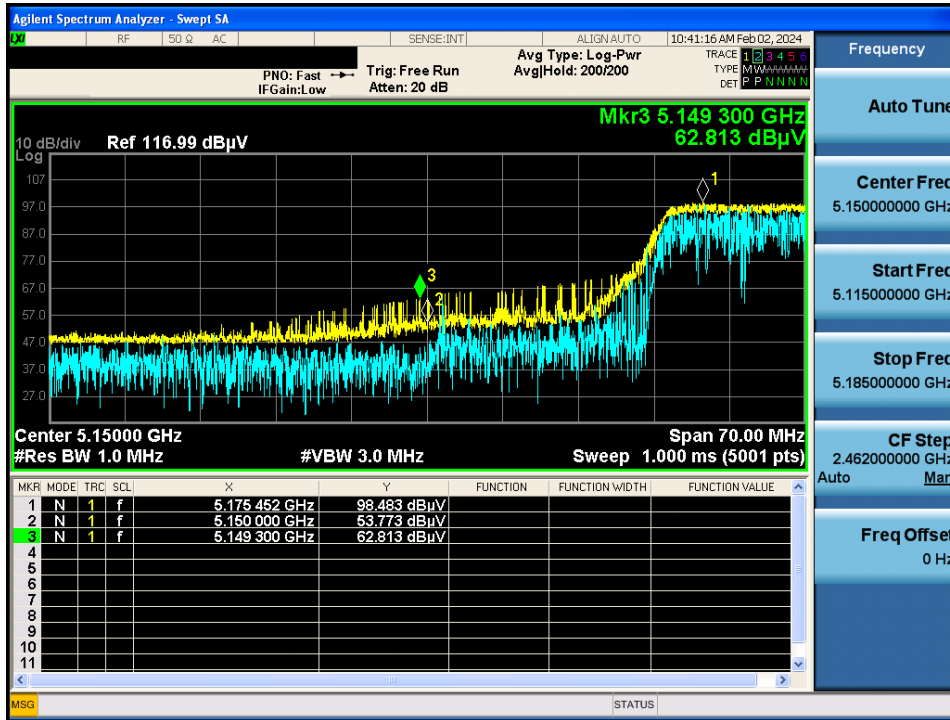 Agilent Spectrum Analyzer - Swept SA
LXI RF 50 Ω AC SENSE:INT ALIGNAUTO 10:41:16 AM Feb 02, 2024
PNO: Fast
IFGain:Low
Trig: Free Run
Atten: 20 dB
Avg Type: Log-Pwr
Avg|Hold: 200/200
TRACE 1 2 3 4 5 6
TYPE M W W W W W
DET P P N N N N
Mkr3 5.149 300 GHz
62.813 dBµV
10 dB/div Ref 116.99 dBµV
Log
107
97.0
87.0
77.0
67.0
57.0
47.0
37.0
27.0
1
3
2
Center 5.15000 GHz Span 70.00 MHz
#Res BW 1.0 MHz #VBW 3.0 MHz Sweep 1.000 ms (5001 pts)
MKR MODE TRC SCL X Y FUNCTION FUNCTION WIDTH FUNCTION VALUE
1 N 1 f 5.175 452 GHz 98.483 dBµV
2 N 1 f 5.150 000 GHz 53.773 dBµV
3 N 1 f 5.149 300 GHz 62.813 dBµV
4
5
6
7
8
9
10
11
MSG STATUS
Frequency
Auto Tune
Center Freq
5.150000000 GHz
Start Freq
5.115000000 GHz
Stop Freq
5.185000000 GHz
CF Step
2.462000000 GHz
Auto Man
Freq Offset
0 Hz